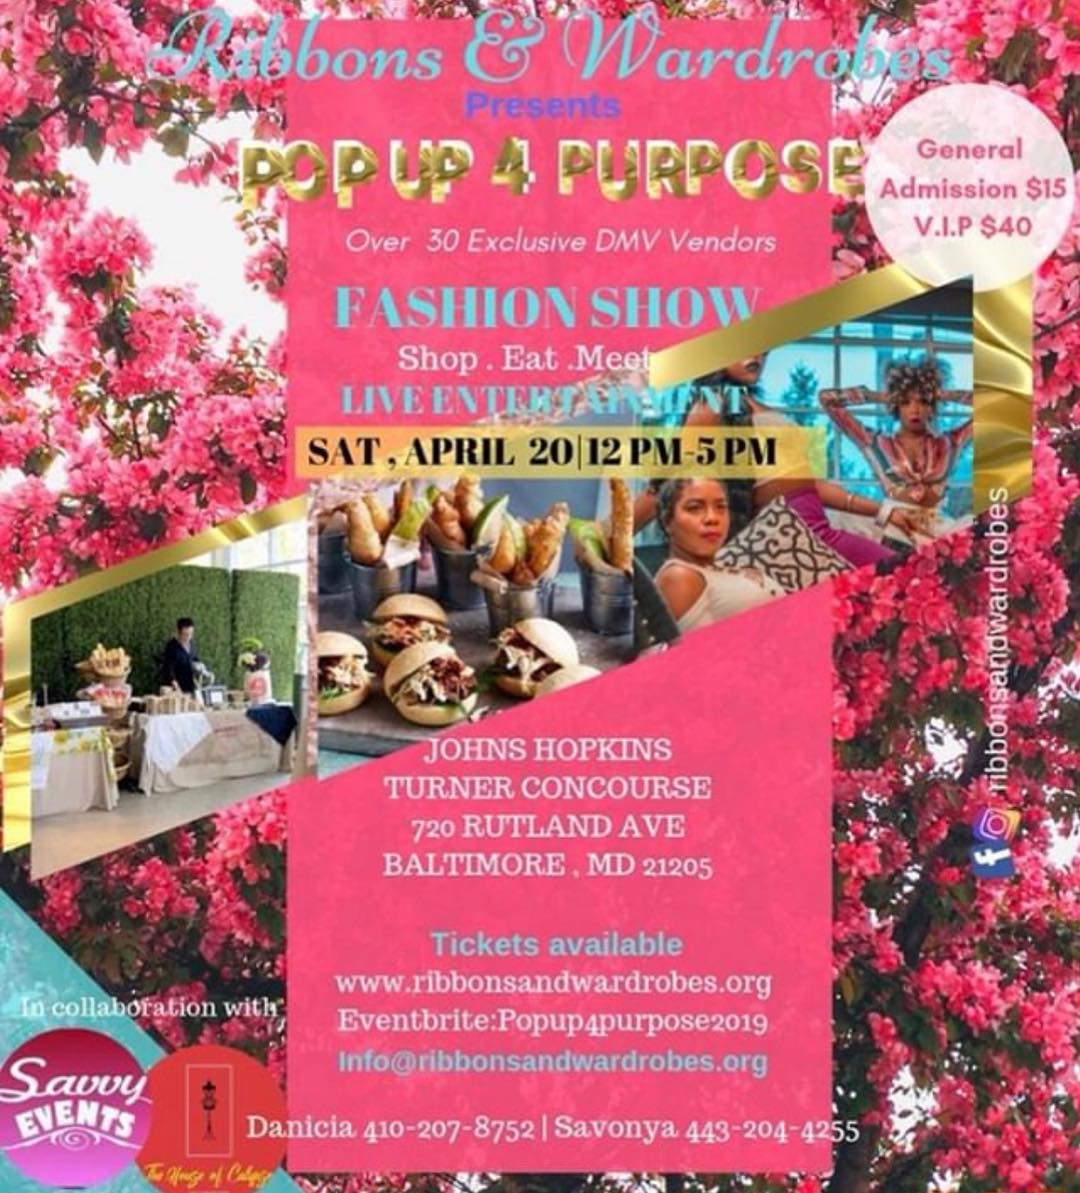 Ribbons & Wardrobes
Presents
POP UP 4 PURPOSE
General
Admission $15
V.I.P $40
Over 30 Exclusive DMV Vendors
FASHION SHOW
Shop . Eat .Meet
LIVE ENTERTAINMENT
SAT , APRIL 20|12 PM-5 PM
ribbonsandwardrobes
JOHNS HOPKINS
TURNER CONCOURSE
720 RUTLAND AVE
BALTIMORE , MD 21205
Tickets available
www.ribbonsandwardrobes.org
Eventbrite:Popup4purpose2019
Info@ribbonsandwardrobes.org
In collaboration with
Savvy
EVENTS
The House of
Danicia 410-207-8752 | Savonya 443-204-4255